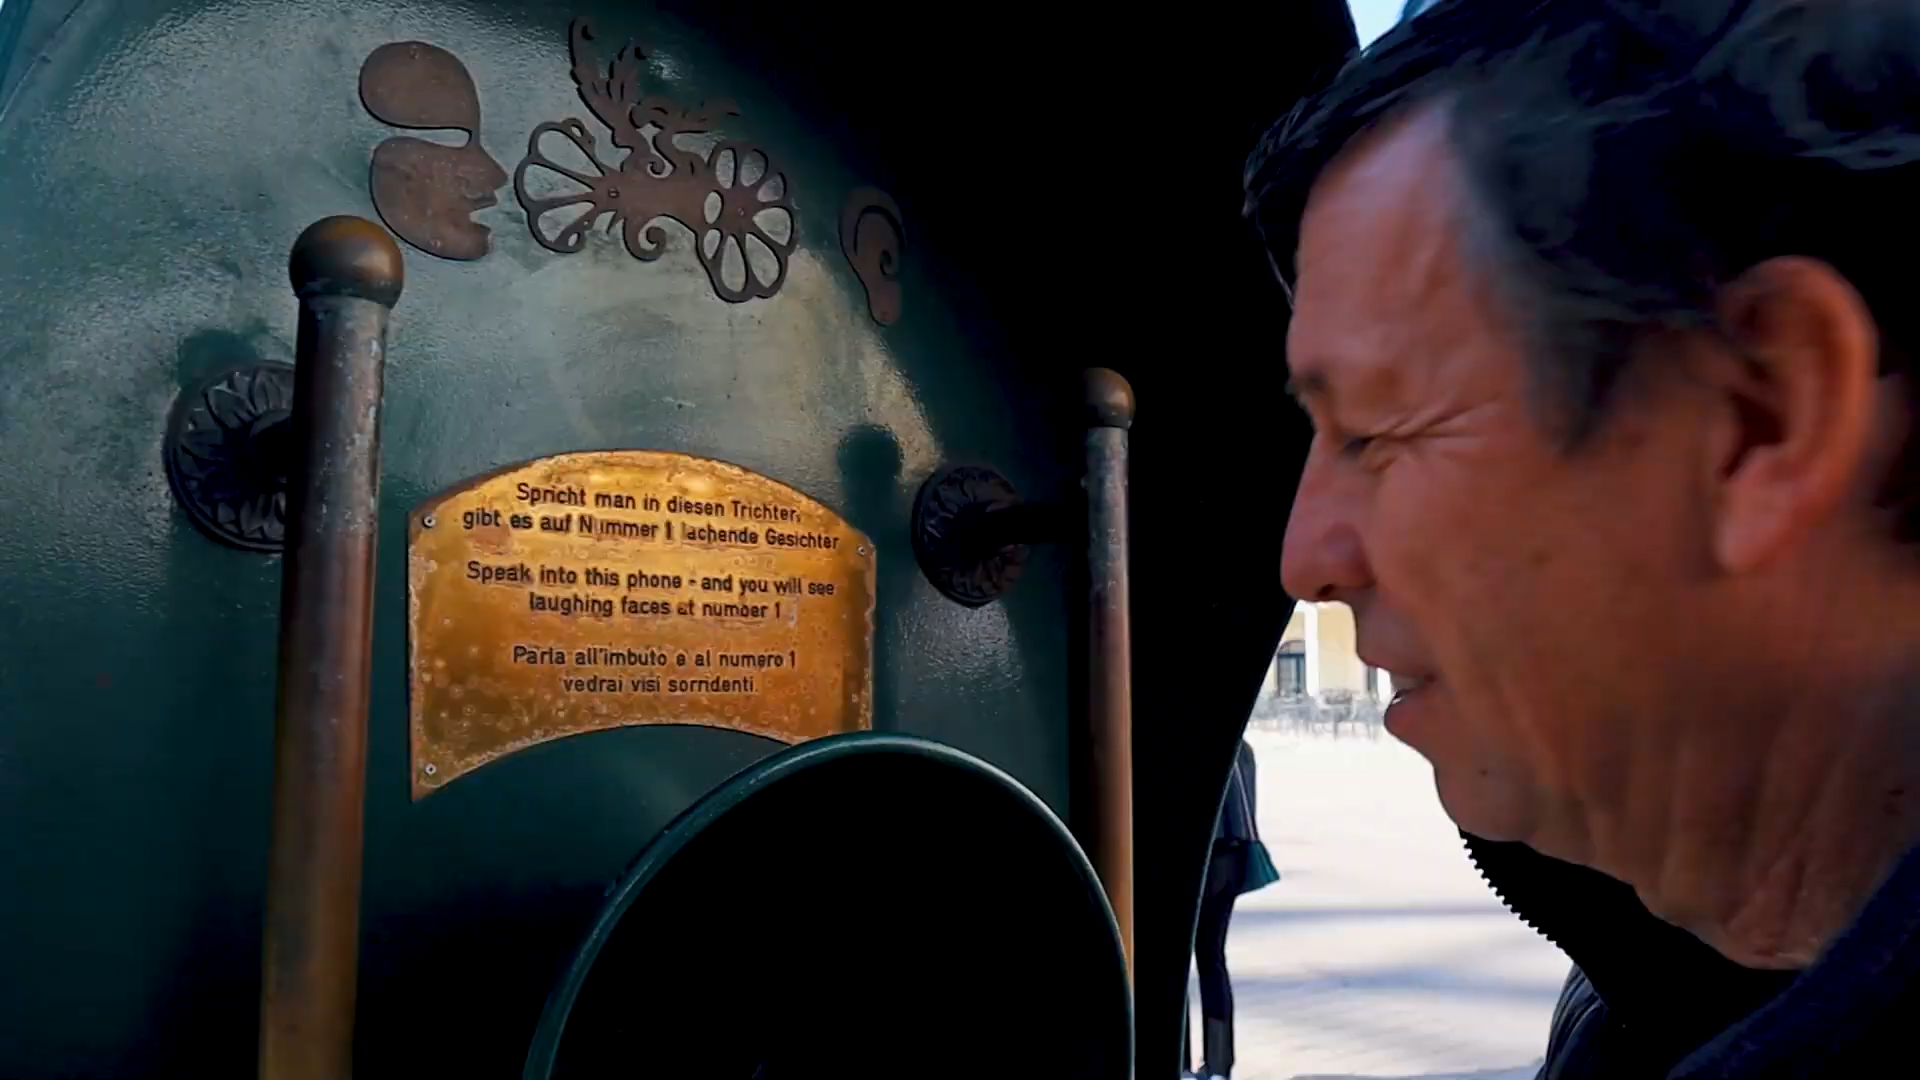 Spricht man in diesen Trichter,
gibt es auf Nummer 1 lachende Gesichter
Speak into this phone - and you will see
laughing faces at number 1
Parla all'imbuto e al numero 1
vedrai visi sorridenti.